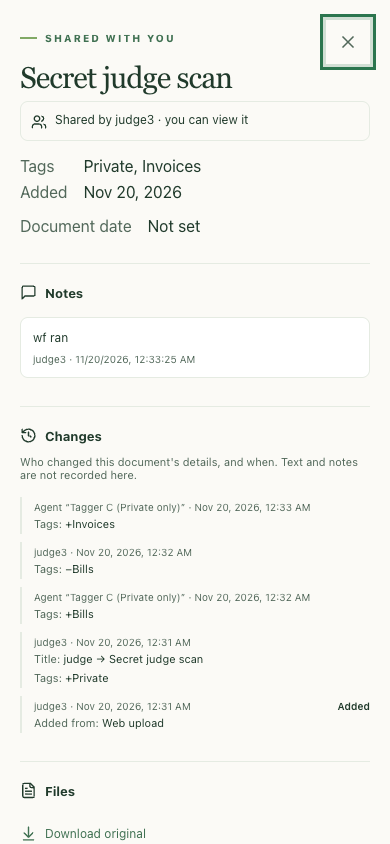 SHARED WITH YOU
Secret judge scan
Shared by judge3 · you can view it
Tags Private, Invoices
Added Nov 20, 2026
Document date Not set
Notes
wf ran
judge3 · 11/20/2026, 12:33:25 AM
Changes
Who changed this document's details, and when. Text and notes
are not recorded here.
Agent “Tagger C (Private only)” · Nov 20, 2026, 12:33 AM
Tags: +Invoices
judge3 · Nov 20, 2026, 12:32 AM
Tags: −Bills
Agent “Tagger C (Private only)” · Nov 20, 2026, 12:32 AM
Tags: +Bills
judge3 · Nov 20, 2026, 12:31 AM
Title: judge → Secret judge scan
Tags: +Private
judge3 · Nov 20, 2026, 12:31 AM Added
Added from: Web upload
Files
Download original